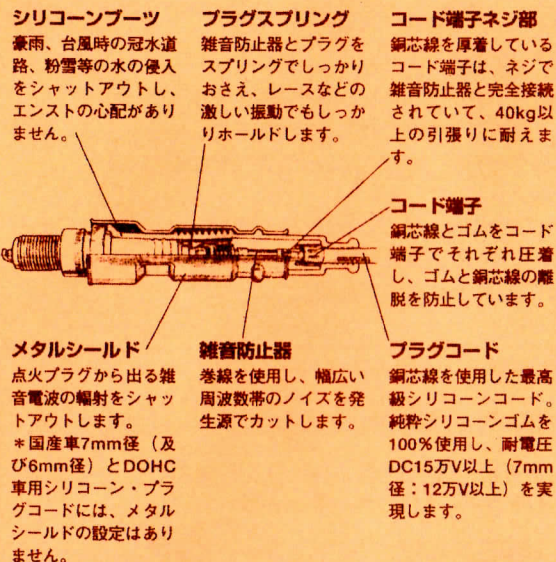 シリコーンブーツ
豪雨、台風時の冠水道
路、粉雪等の水の侵入
をシャットアウトし、
エンストの心配があり
ません。
プラグスプリング
雑音防止器とプラグを
スプリングでしっかり
おさえ、レースなどの
激しい振動でもしっか
りホールドします。
コード端子ネジ部
銅芯線を厚着している
コード端子は、ネジで
雑音防止器と完全接続
されていて、40kg以
上の引張りに耐えま
す。
コード端子
銅芯線とゴムをコード
端子でそれぞれ圧着
し、ゴムと銅芯線の離
脱を防止しています。
メタルシールド
点火プラグから出る雑
音電波の輻射をシャッ
トアウトします。
＊国産車7mm径（及
び6mm径）とDOHC
車用シリコーン・プラ
グコードには、メタル
シールドの設定はあり
ません。
雑音防止器
巻線を使用し、幅広い
周波数帯のノイズを発
生源でカットします。
プラグコード
銅芯線を使用した最高
級シリコーンコード。
純粋シリコーンゴムを
100％使用し、耐電圧
DC15万V以上（7mm
径：12万V以上）を実
現します。